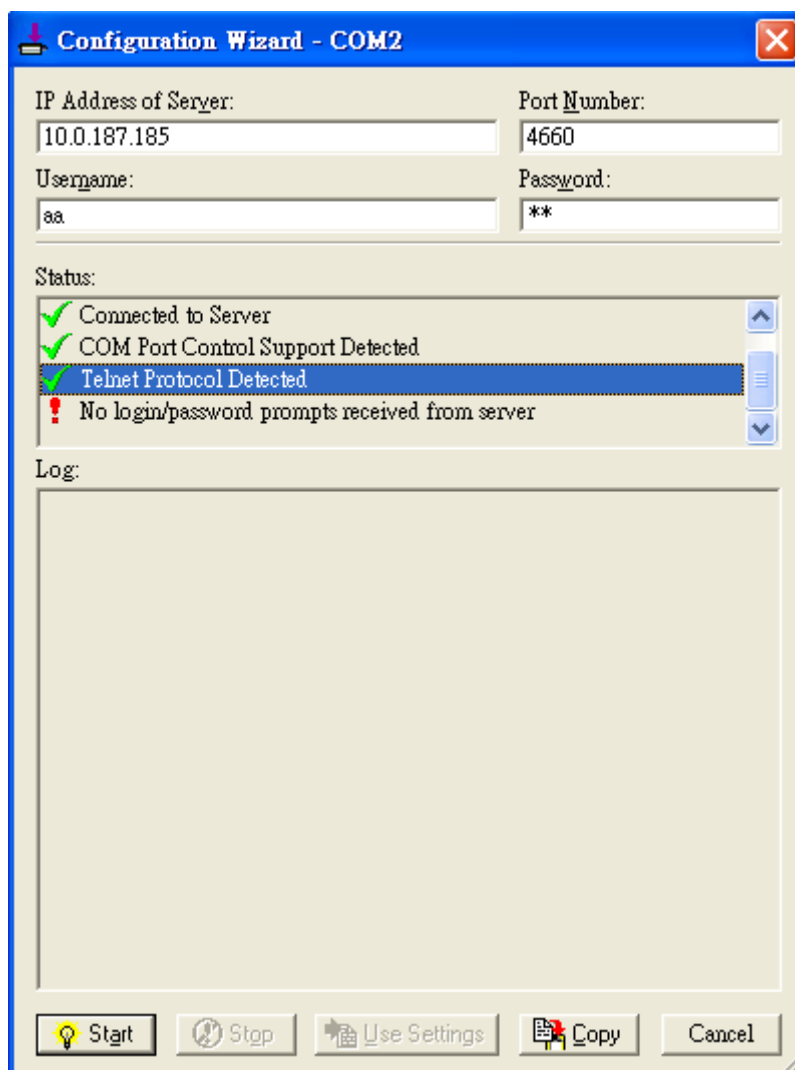 Configuration Wizard - COM2
IP Address of Server: Port Number:
10.0.187.185 4660
Username: Password:
aa **
Status:
Connected to Server
COM Port Control Support Detected
Telnet Protocol Detected
No login/password prompts received from server
Log:
Start Stop Use Settings Copy Cancel